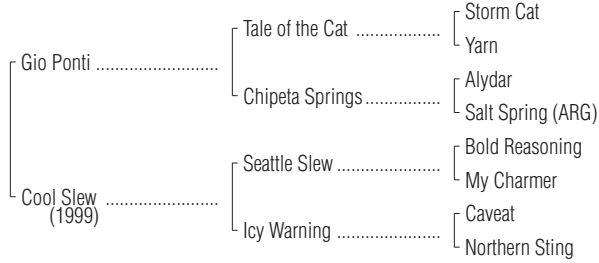 Storm Cat
Tale of the Cat ..................
Yarn
Gio Ponti ..........................
Alydar
Chipeta Springs ................
Salt Spring (ARG)
Bold Reasoning
Seattle Slew ......................
My Charmer
Cool Slew ........................
(1999)
Caveat
Icy Warning ......................
Northern Sting